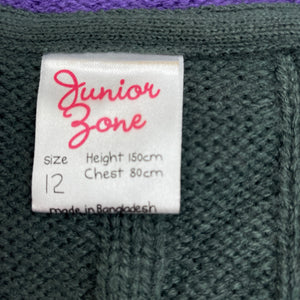 Junior
Zone
size Height 150cm
12 Chest 80cm
made in Bangladesh